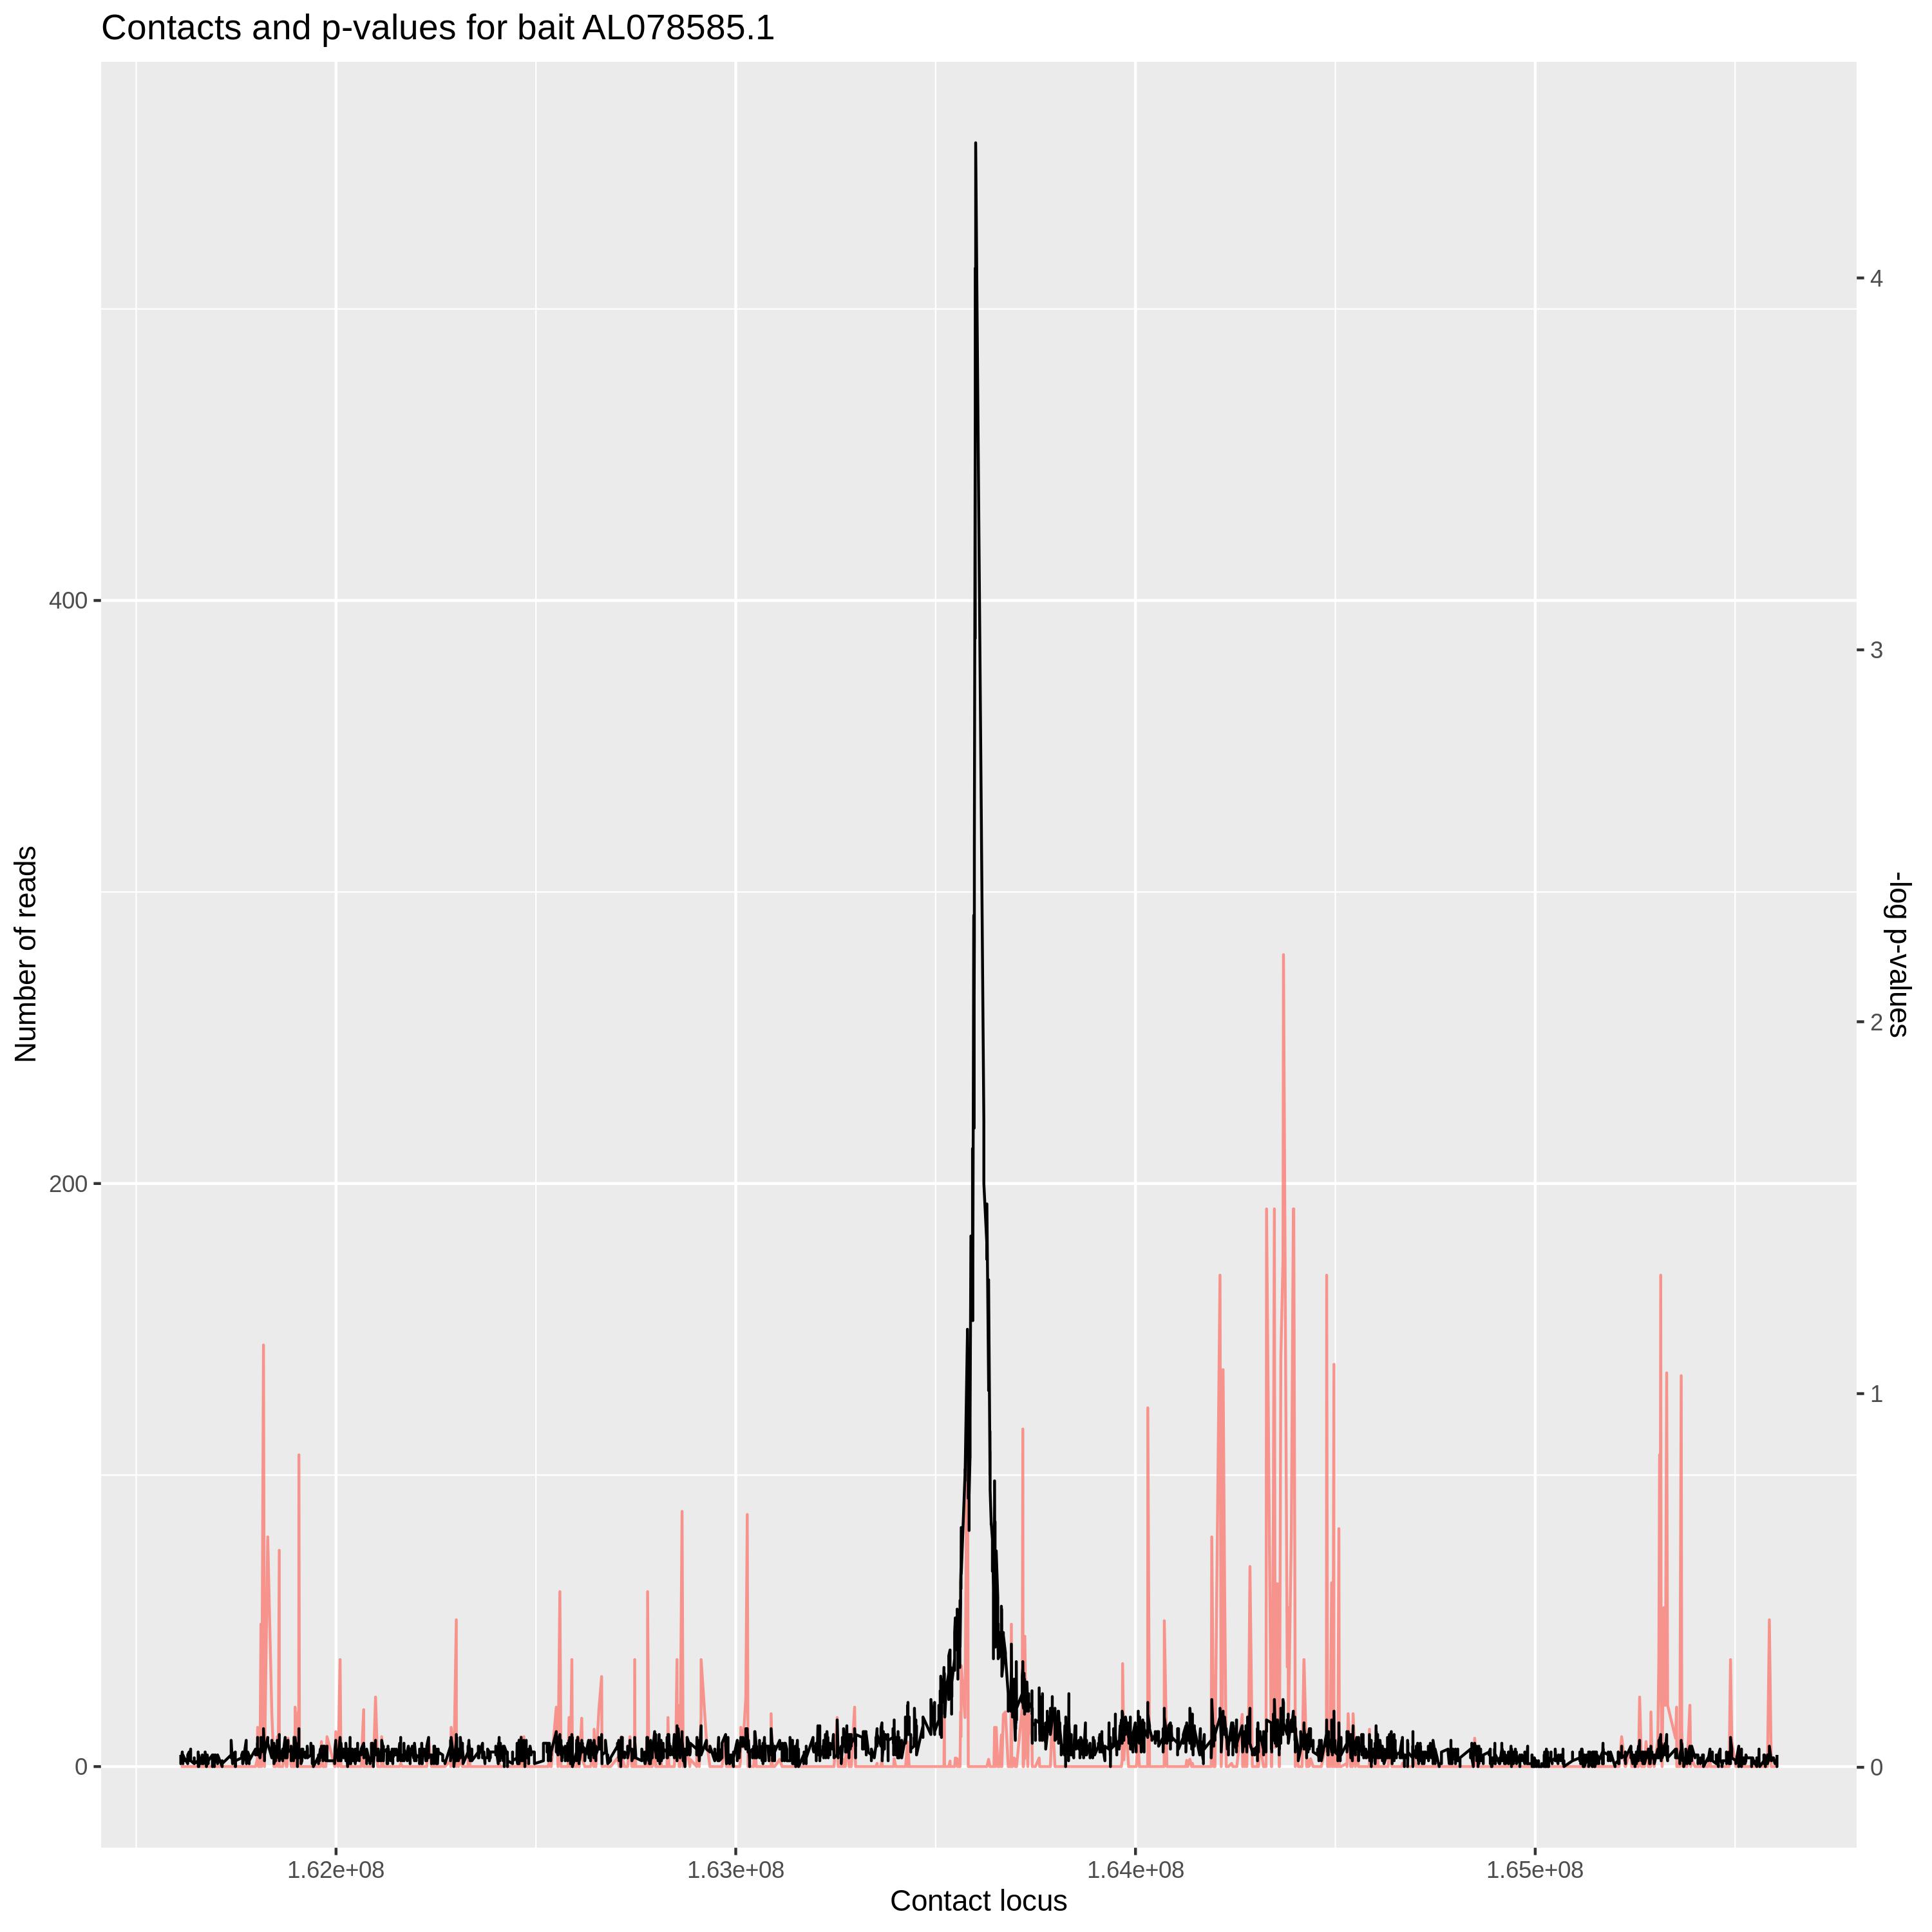 Contacts and p-values for bait AL078585.1
Number of reads
400
200
0
4
3
2
1
0
-log p-values
1.62e+08
1.63e+08
1.64e+08
1.65e+08
Contact locus